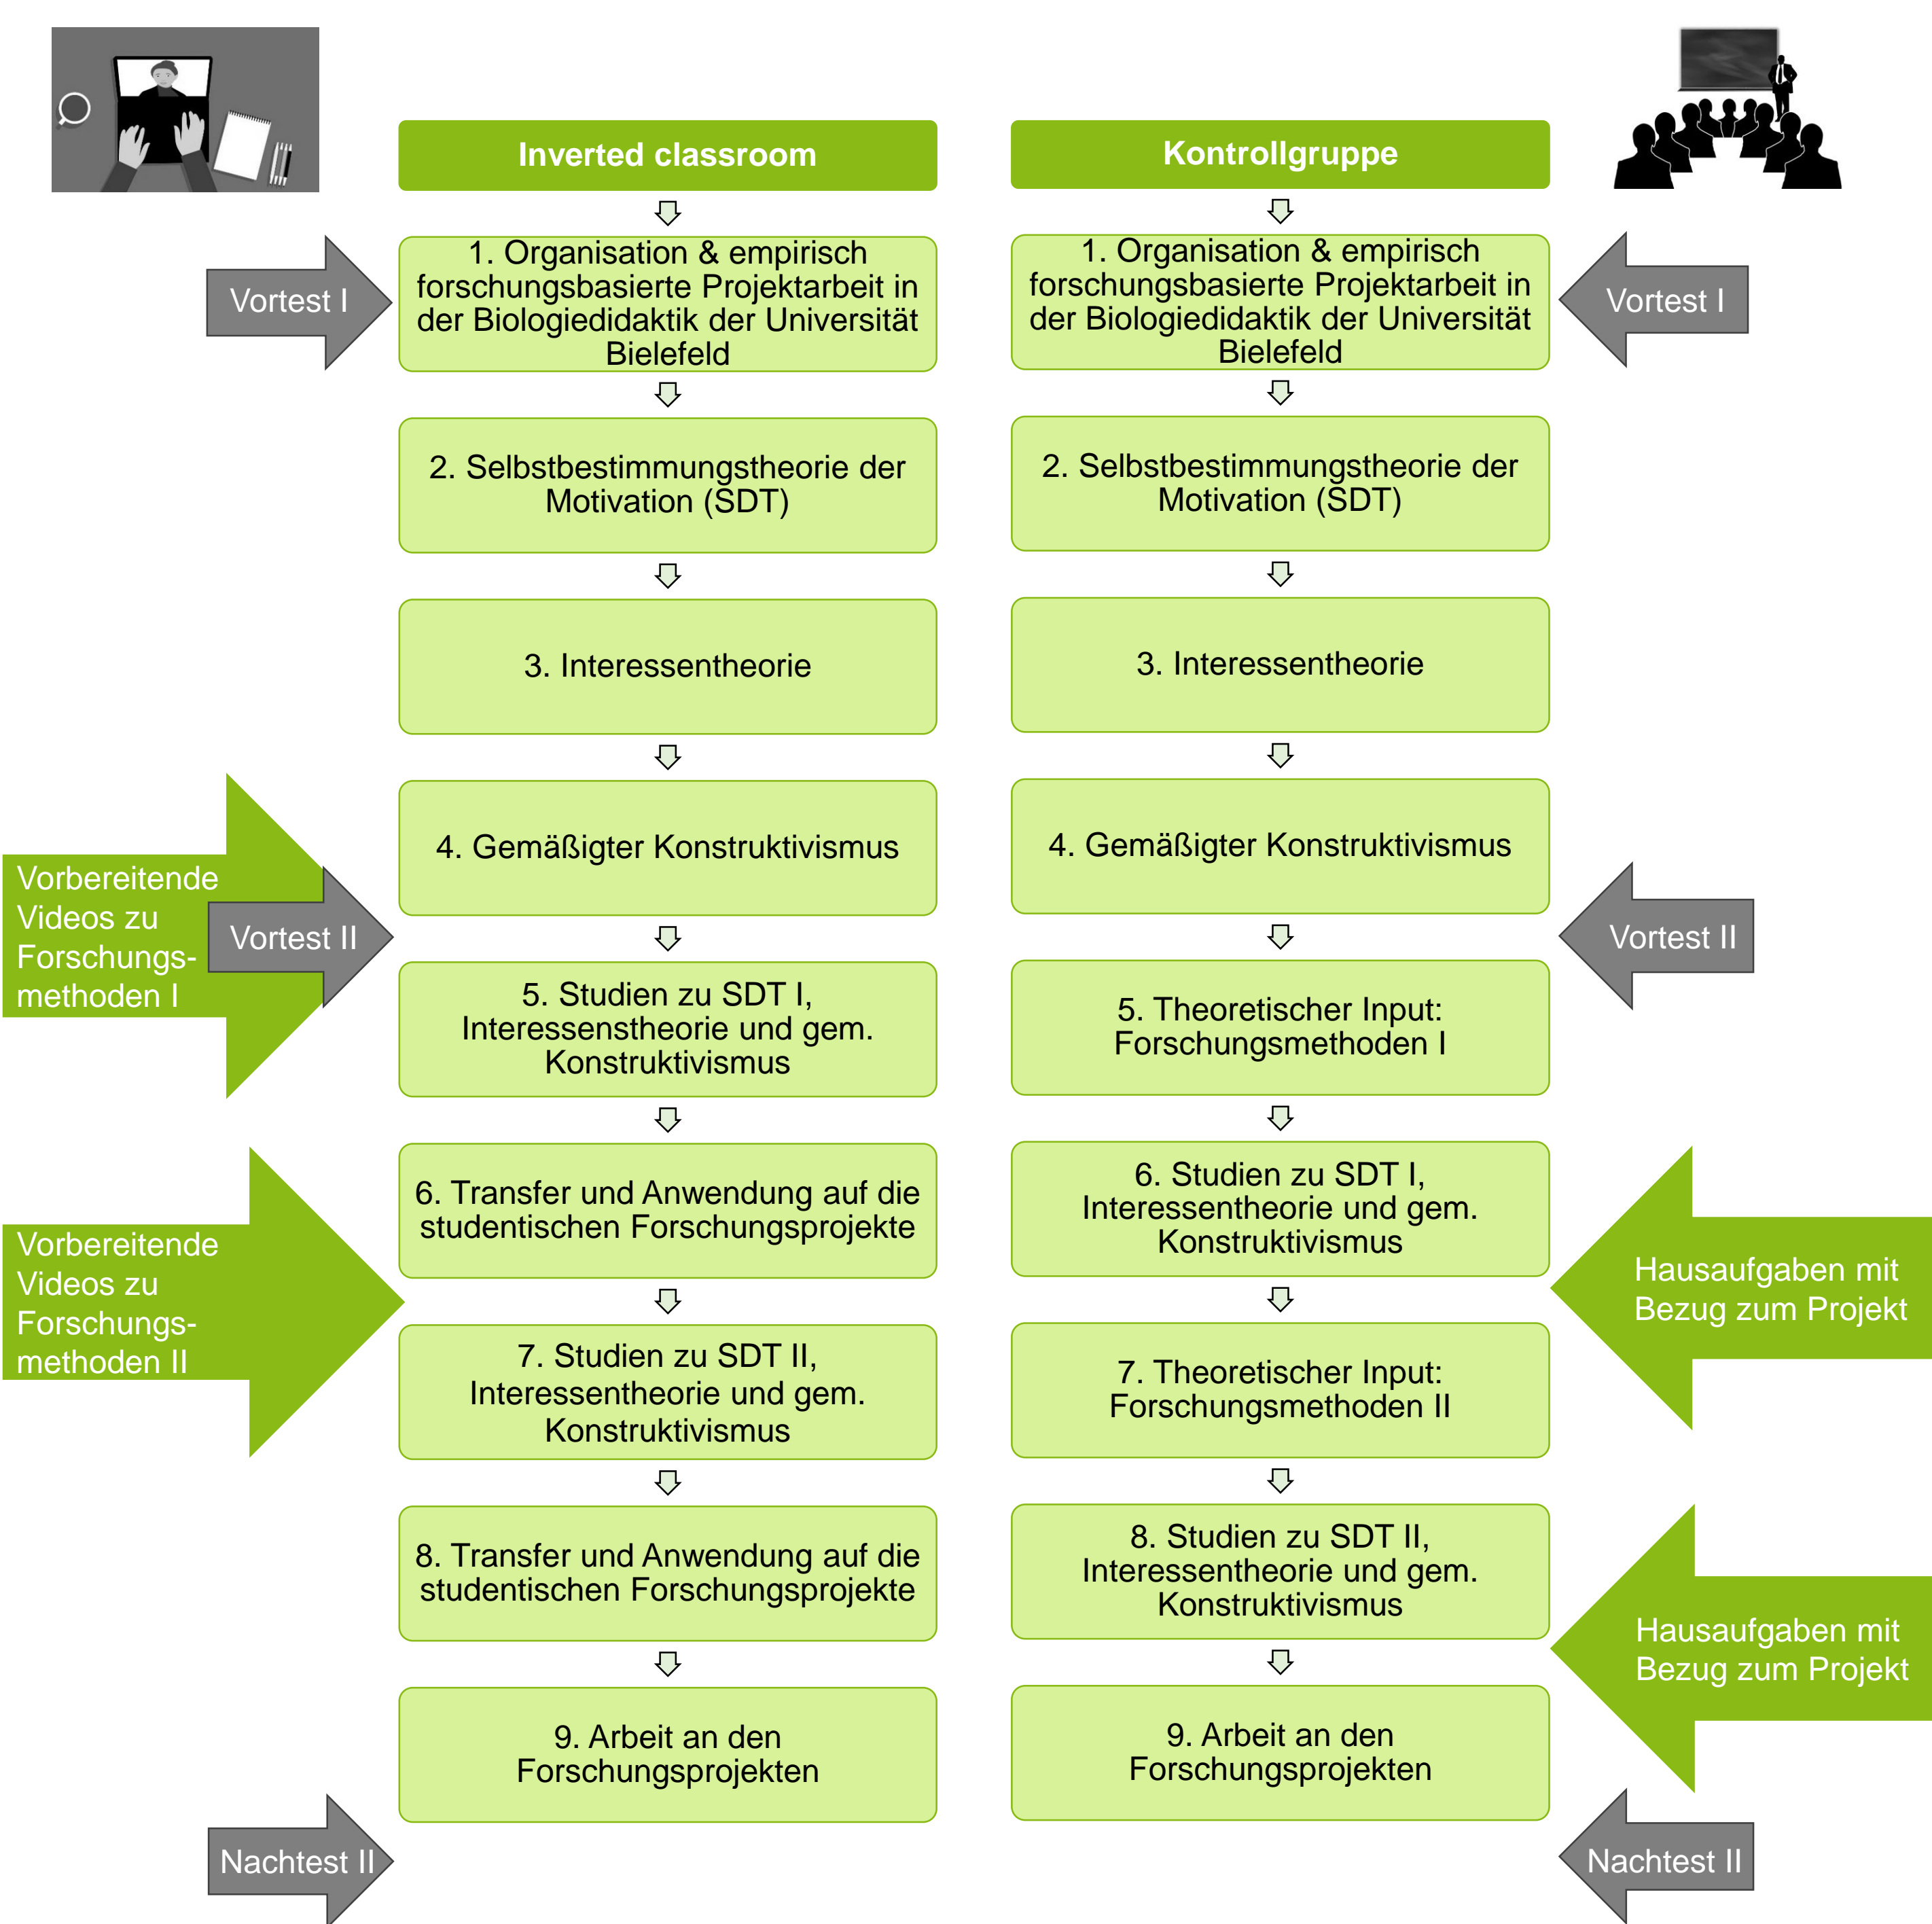 Inverted classroom
Vortest I
1. Organisation & empirisch
forschungsbasierte Projektarbeit in
der Biologiedidaktik der Universität
Bielefeld
2. Selbstbestimmungstheorie der
Motivation (SDT)
3. Interessentheorie
4. Gemäßigter Konstruktivismus
Vorbereitende
Videos zu
Forschungs-
methoden I
Vortest II
5. Studien zu SDT I,
Interessenstheorie und gem.
Konstruktivismus
6. Transfer und Anwendung auf die
studentischen Forschungsprojekte
Vorbereitende
Videos zu
Forschungs-
methoden II
7. Studien zu SDT II,
Interessentheorie und gem.
Konstruktivismus
8. Transfer und Anwendung auf die
studentischen Forschungsprojekte
9. Arbeit an den
Forschungsprojekten
Nachtest II
Kontrollgruppe
1. Organisation & empirisch
forschungsbasierte Projektarbeit in
der Biologiedidaktik der Universität
Bielefeld
Vortest I
2. Selbstbestimmungstheorie der
Motivation (SDT)
3. Interessentheorie
4. Gemäßigter Konstruktivismus
Vortest II
5. Theoretischer Input:
Forschungsmethoden I
6. Studien zu SDT I,
Interessentheorie und gem.
Konstruktivismus
Hausaufgaben mit
Bezug zum Projekt
7. Theoretischer Input:
Forschungsmethoden II
8. Studien zu SDT II,
Interessentheorie und gem.
Konstruktivismus
Hausaufgaben mit
Bezug zum Projekt
9. Arbeit an den
Forschungsprojekten
Nachtest II